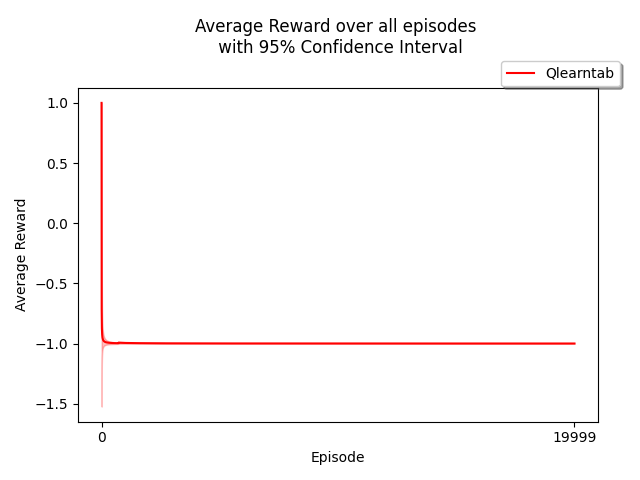 Average Reward over all episodes
with 95% Confidence Interval
Qlearntab
1.0
0.5
0.0
−0.5
−1.0
−1.5
Average Reward
0
19999
Episode